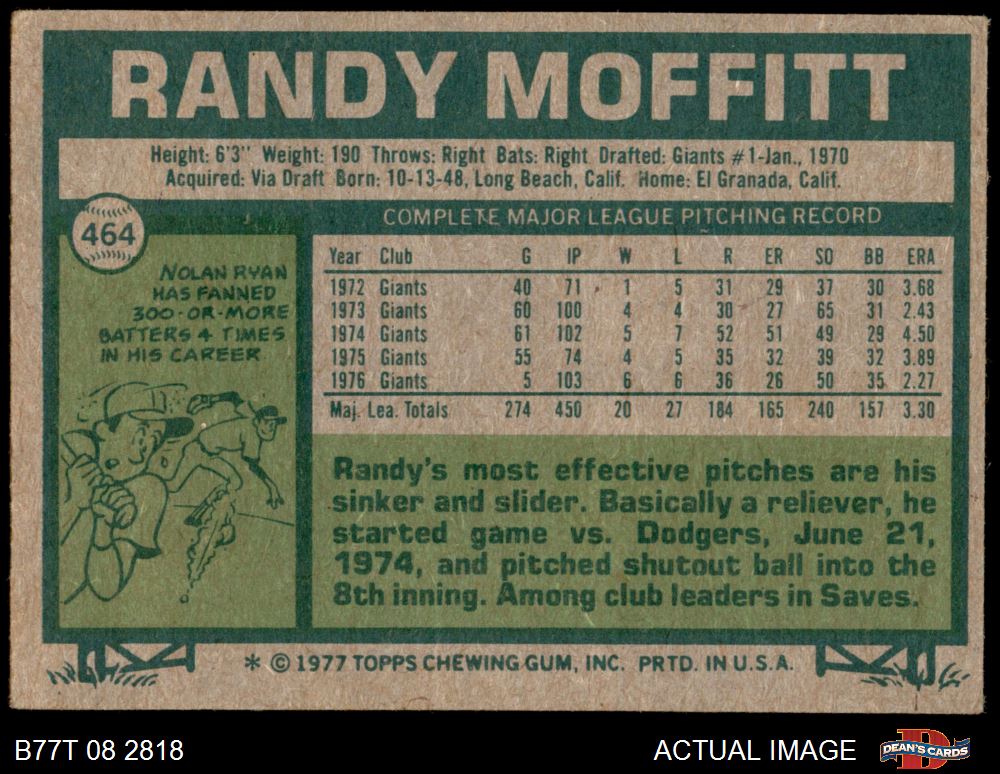 RANDY MOFFITT
Height: 6'3" Weight: 190 Throws: Right Bats: Right Drafted: Giants #1-Jan., 1970
Acquired: Via Draft Born: 10-13-48, Long Beach, Calif. Home: El Granada, Calif.
464
NOLAN RYAN
HAS FANNED
300-OR-MORE
BATTERS 4 TIMES
IN HIS CAREER
COMPLETE MAJOR LEAGUE PITCHING RECORD
Year Club G IP W L R ER SO BB ERA
1972 Giants 40 71 1 5 31 29 37 30 3.68
1973 Giants 60 100 4 4 30 27 65 31 2.43
1974 Giants 61 102 5 7 52 51 49 29 4.50
1975 Giants 55 74 4 5 35 32 39 32 3.89
1976 Giants 5 103 6 6 36 26 50 35 2.27
Maj. Lea. Totals 274 450 20 27 184 165 240 157 3.30
Randy's most effective pitches are his
sinker and slider. Basically a reliever, he
started game vs. Dodgers, June 21,
1974, and pitched shutout ball into the
8th inning. Among club leaders in Saves.
* © 1977 TOPPS CHEWING GUM, INC. PRTD. IN U.S.A.
B77T 08 2818
ACTUAL IMAGE
DEAN'S CARDS